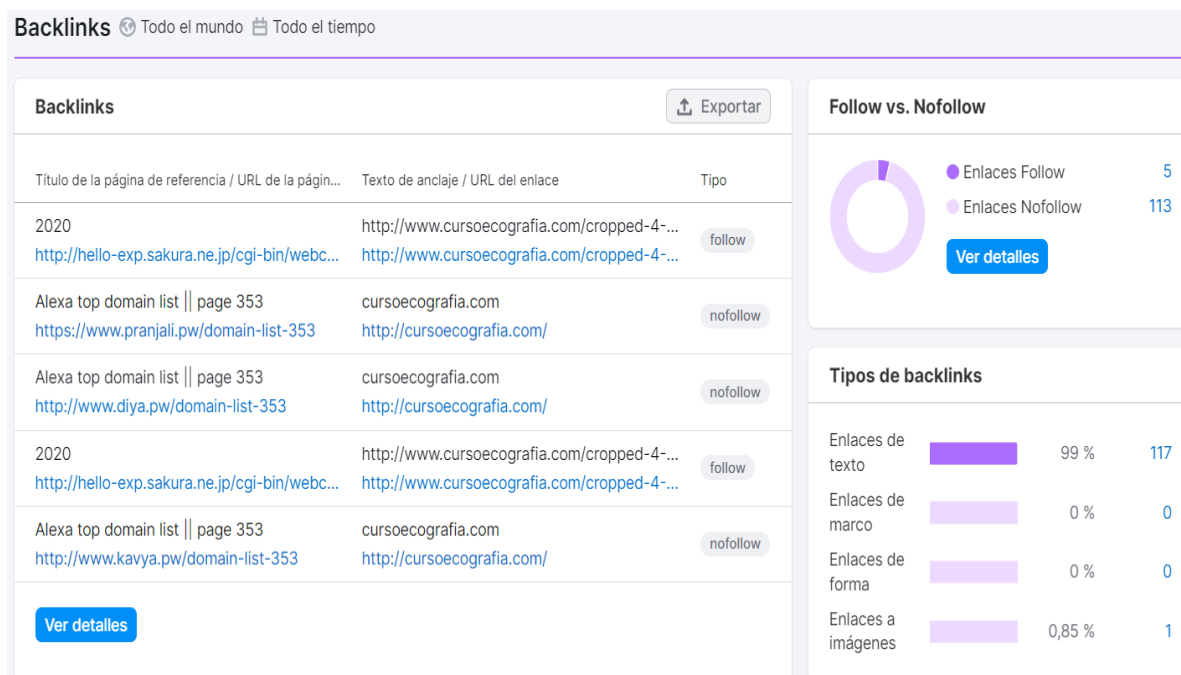 Backlinks Todo el mundo Todo el tiempo
Backlinks
Exportar
Título de la página de referencia / URL de la págin... Texto de anclaje / URL del enlace Tipo
2020 http://www.cursoecografia.com/cropped-4-...
follow
http://hello-exp.sakura.ne.jp/cgi-bin/webc... http://www.cursoecografia.com/cropped-4-...
Alexa top domain list || page 353 cursoecografia.com
nofollow
https://www.pranjali.pw/domain-list-353 http://cursoecografia.com/
Alexa top domain list || page 353 cursoecografia.com
nofollow
http://www.diya.pw/domain-list-353 http://cursoecografia.com/
2020 http://www.cursoecografia.com/cropped-4-...
follow
http://hello-exp.sakura.ne.jp/cgi-bin/webc... http://www.cursoecografia.com/cropped-4-...
Alexa top domain list || page 353 cursoecografia.com
nofollow
http://www.kavya.pw/domain-list-353 http://cursoecografia.com/
Ver detalles
Follow vs. Nofollow
Enlaces Follow 5
Enlaces Nofollow 113
Ver detalles
Tipos de backlinks
Enlaces de
texto
99 % 117
Enlaces de
marco
0 % 0
Enlaces de
forma
0 % 0
Enlaces a
imágenes
0,85 % 1